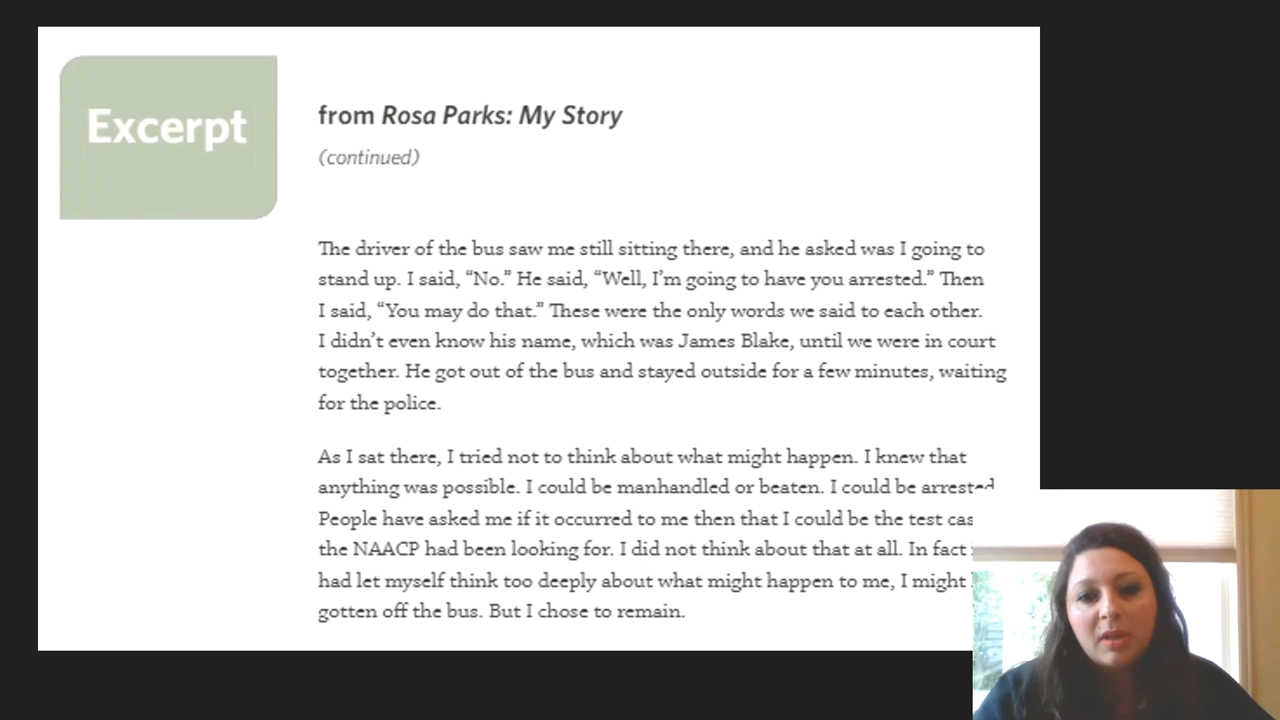 Excerpt
from Rosa Parks: My Story
(continued)
The driver of the bus saw me still sitting there, and he asked was I going to
stand up. I said, “No.” He said, “Well, I’m going to have you arrested.” Then
I said, “You may do that.” These were the only words we said to each other.
I didn’t even know his name, which was James Blake, until we were in court
together. He got out of the bus and stayed outside for a few minutes, waiting
for the police.
As I sat there, I tried not to think about what might happen. I knew that
anything was possible. I could be manhandled or beaten. I could be arrested
People have asked me if it occurred to me then that I could be the test
the NAACP had been looking for. I did not think about that at all. In fact
had let myself think too deeply about what might happen to me, I might
gotten off the bus. But I chose to remain.